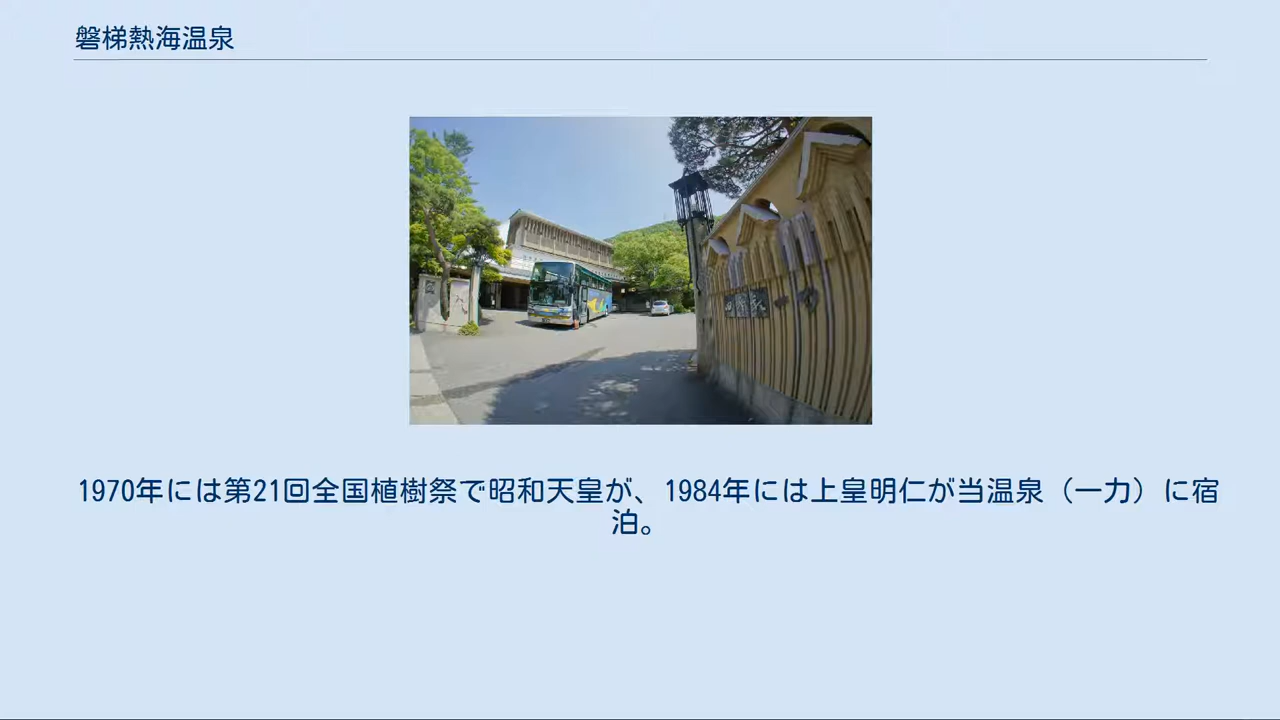 磐梯熱海温泉
1970年には第21回全国植樹祭で昭和天皇が、1984年には上皇明仁が当温泉（一力）に宿
泊。